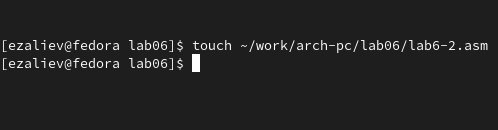 [ezaliev@fedora lab06]$ touch ~/work/arch-pc/lab06/lab6-2.asm
[ezaliev@fedora lab06]$